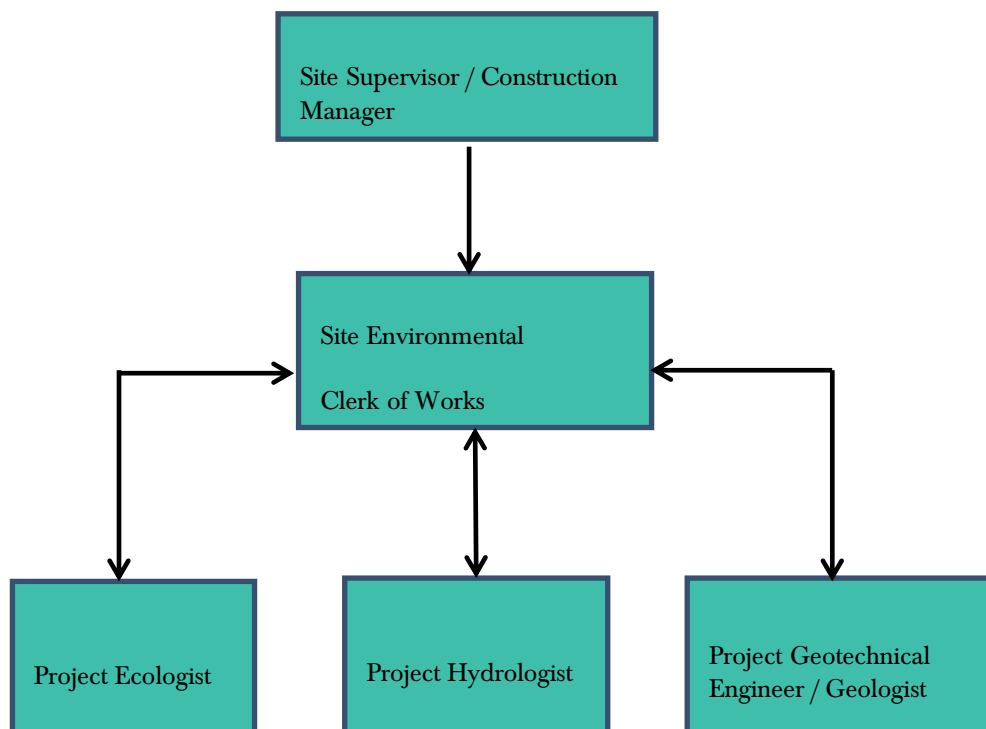 Site Supervisor / Construction
Manager
Site Environmental
Clerk of Works
Project Ecologist
Project Hydrologist
Project Geotechnical
Engineer / Geologist